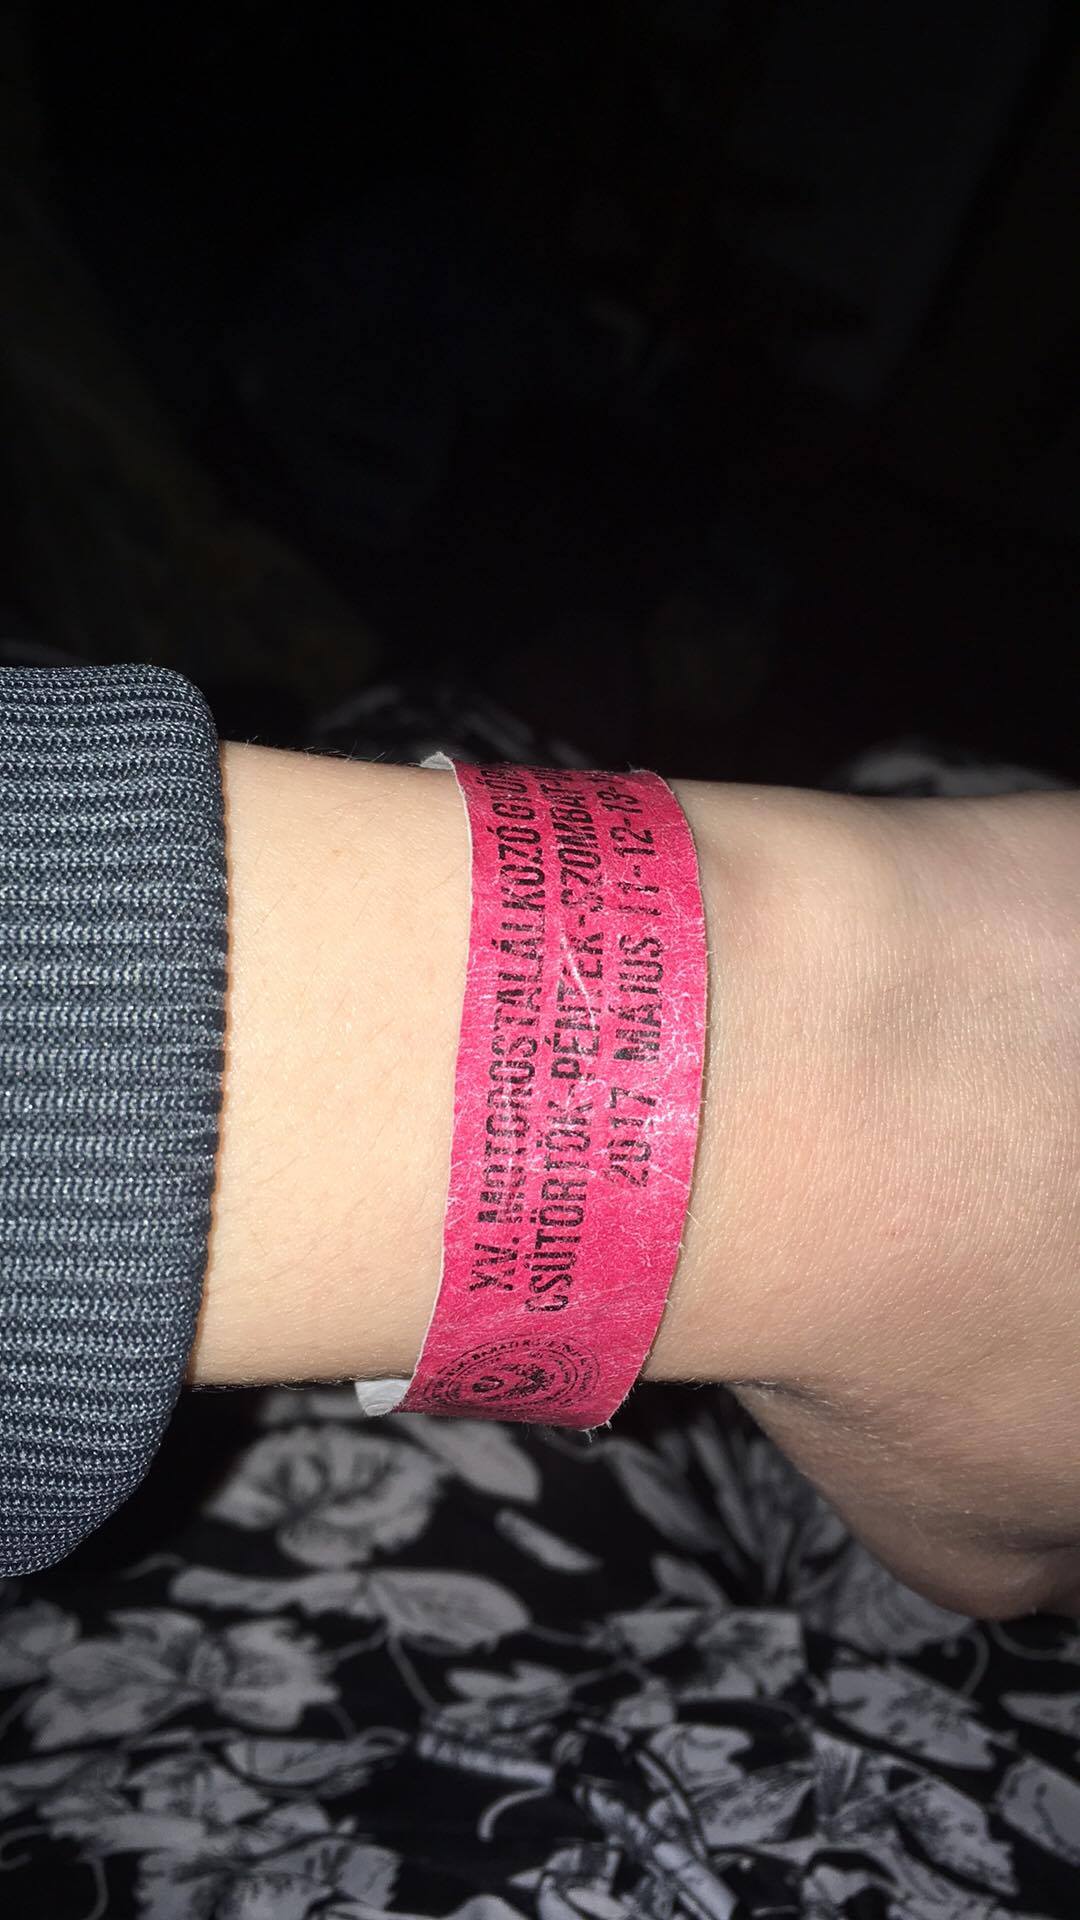 XV. MOTOROSTALÁLKOZÓ
CSÜTÖRTÖK-PÉNTEK-SZOMBAT-
2017. MÁJUS 11-12-13-